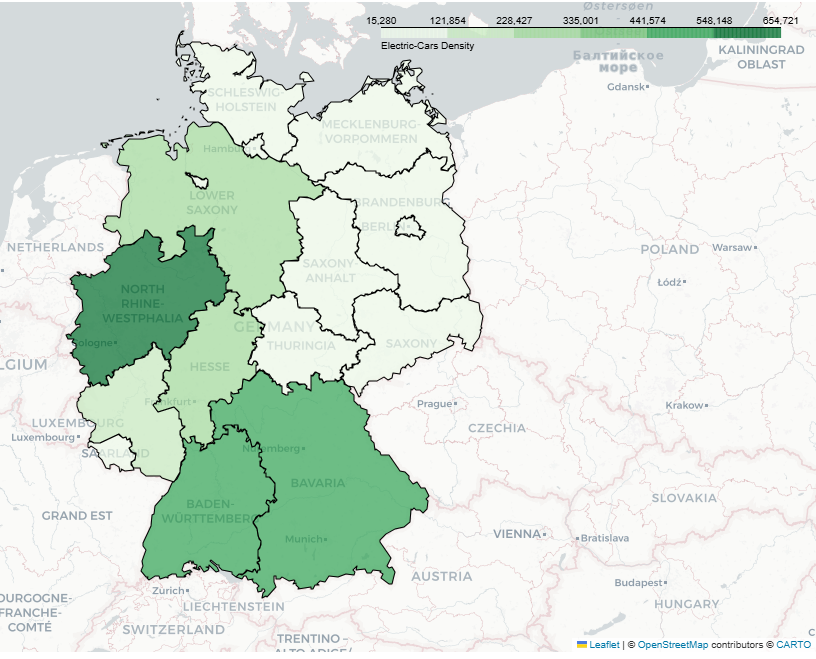 Østersøen
15,280 121,854 228,427 335,001 441,574 548,148 654,721
Electric-Cars Density
KALININGRAD
OBLAST
Балтийское
море
Gdansk
SCHLESWIG-
HOLSTEIN
MECKLENBURG-
VORPOMMERN
Hamburg
LOWER
SAXONY
BRANDENBURG
BERLIN
NETHERLANDS
POLAND
Warsaw
SAXONY-
ANHALT
Łódź
NORTH
RHINE-
WESTPHALIA
GERMANY
Cologne
THURINGIA
SAXONY
LGIUM
HESSE
Frankfurt
Prague
Krakow
LUXEMBOURG
Luxembourg
CZECHIA
SAARLAND
Nuremberg
BAVARIA
SLOVAKIA
GRAND EST
BADEN-
WÜRTTEMBERG
Munich
VIENNA
Bratislava
AUSTRIA
Budapest
Zurich
HUNGARY
OURGOGNE-
FRANCHE-
COMTÉ
LIECHTENSTEIN
SWITZERLAND
TRENTINO –
ALTO ADIGE/
Leaflet | © OpenStreetMap contributors © CARTO